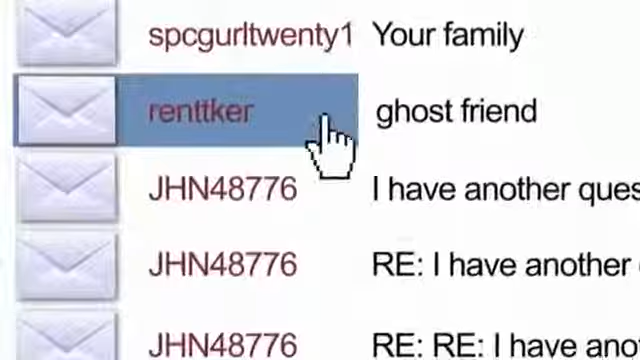 spcgurltwenty1 Your family
renttker ghost friend
JHN48776 I have another ques
JHN48776 RE: I have another
JHN48776 RE: RE: I have ano